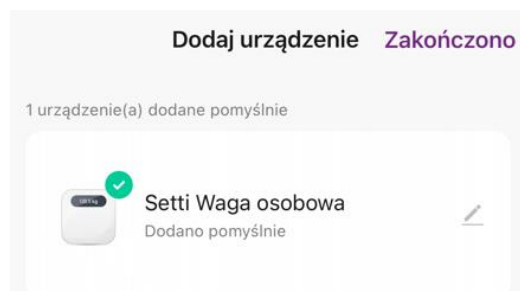 Dodaj urządzenie Zakończono
1 urządzenie(a) dodane pomyślnie
Setti Waga osobowa
Dodano pomyślnie